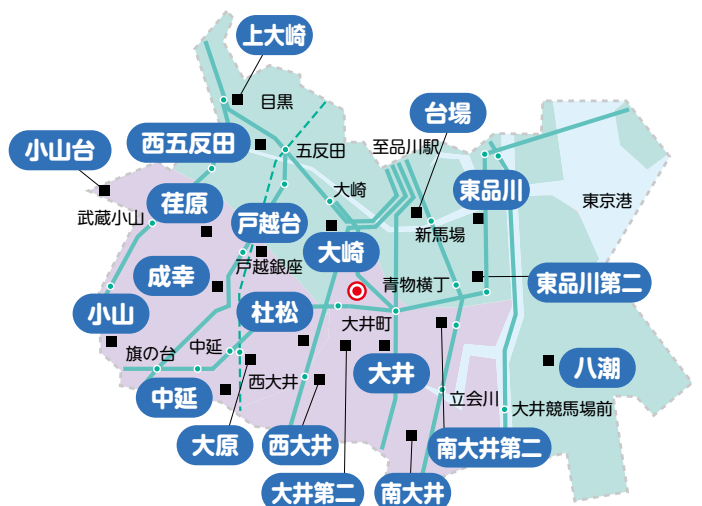 上大崎
目黒
台場
西五反田
五反田
至品川駅
小山台
大崎
東品川
荏原
東京港
武蔵小山
戸越台
新馬場
大崎
戸越銀座
成幸
青物横丁
東品川第二
小山
杜松
大井町
旗の台
中延
大井
八潮
西大井
中延
立会川
大井競馬場前
大原
西大井
南大井第二
大井第二
南大井